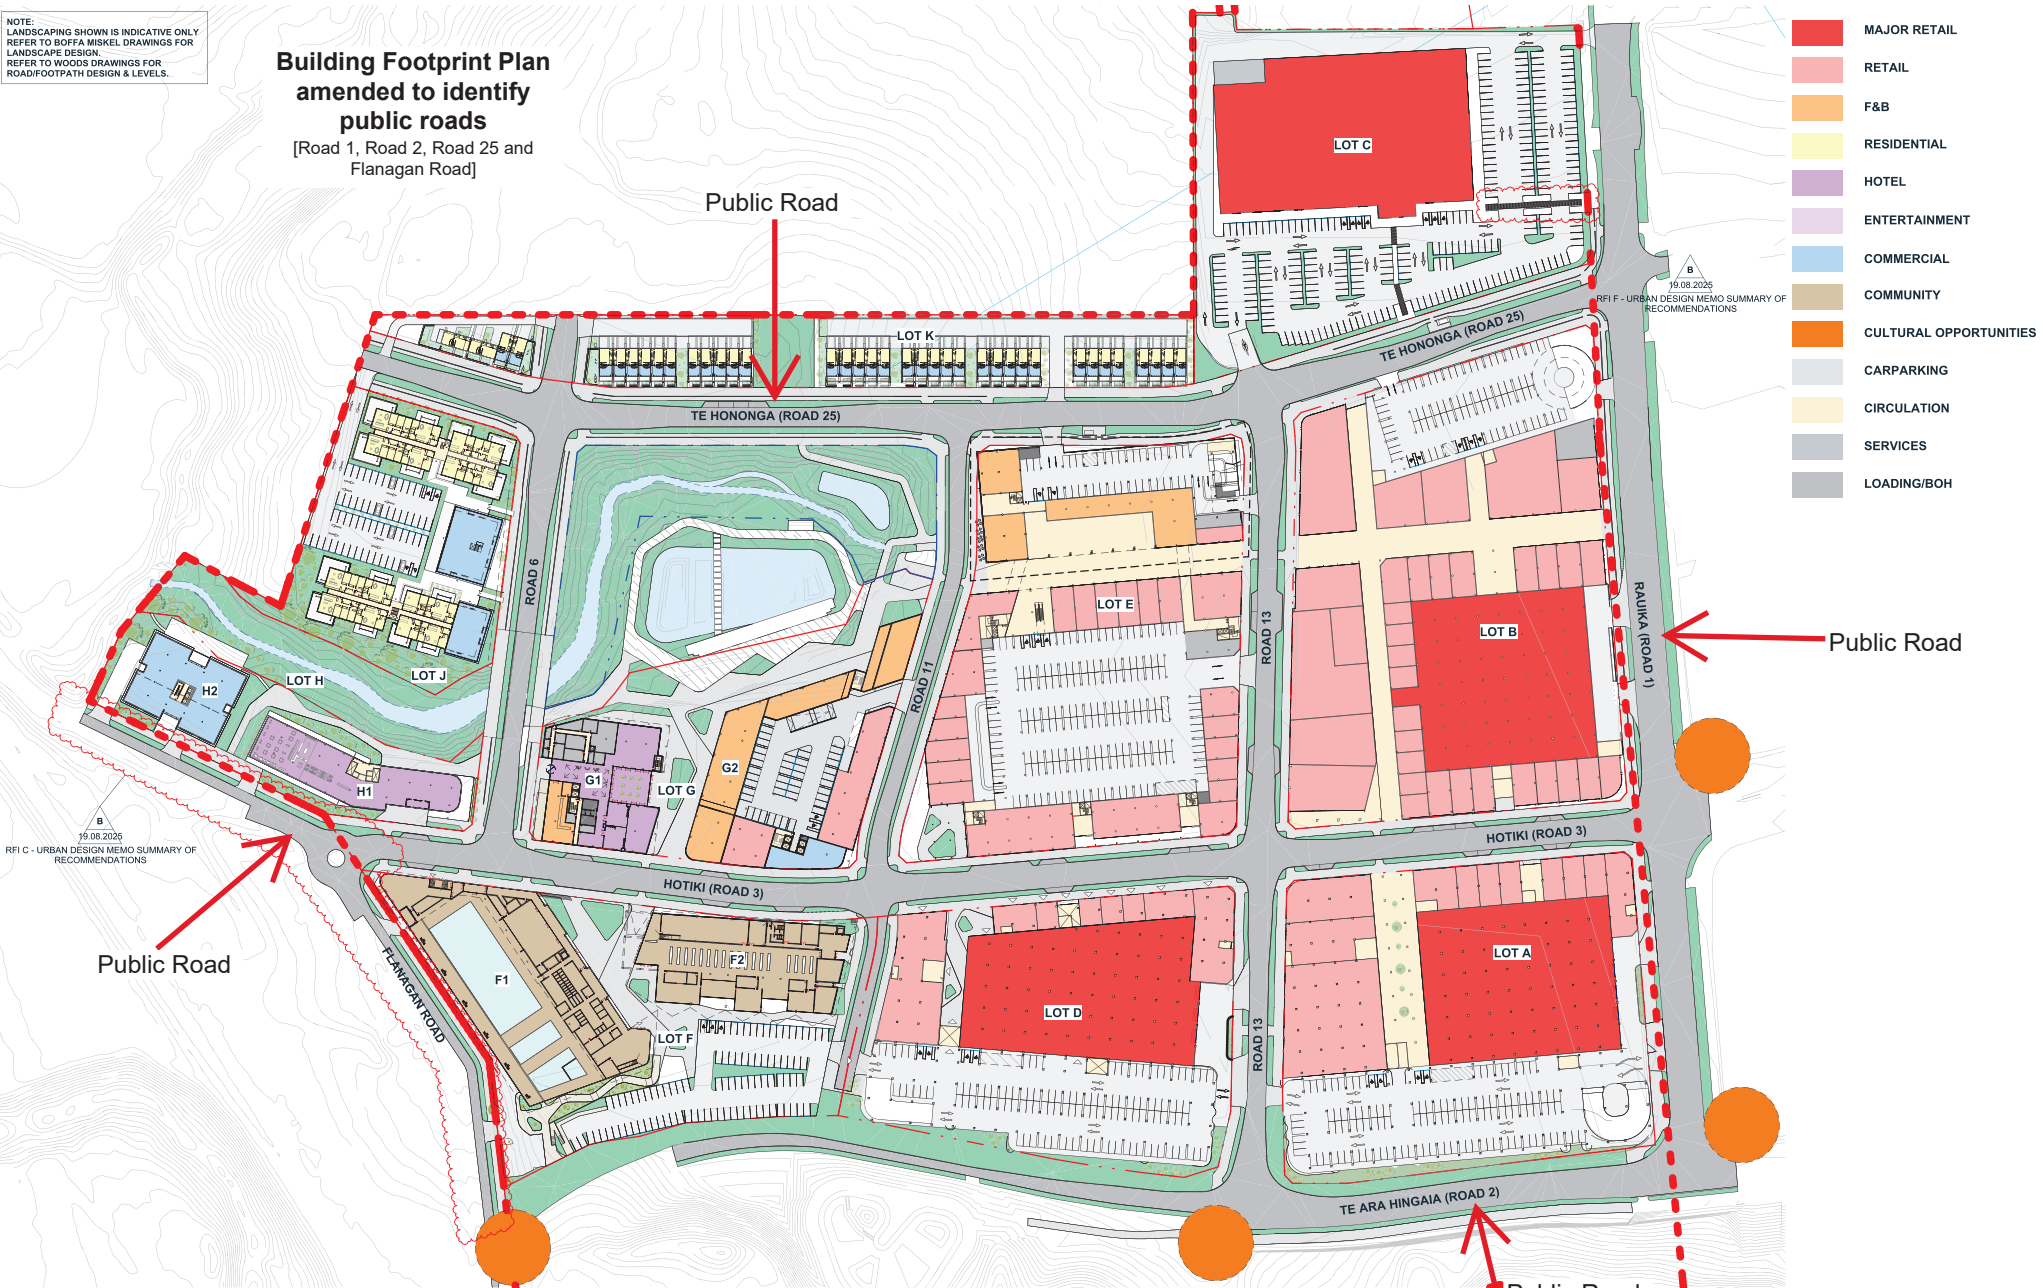 NOTE:
LANDSCAPING SHOWN IS INDICATIVE ONLY
REFER TO BOFFA MISKEL DRAWINGS FOR
LANDSCAPE DESIGN.
REFER TO WOODS DRAWINGS FOR
ROAD/FOOTPATH DESIGN & LEVELS.
Building Footprint Plan
amended to identify
public roads
[Road 1, Road 2, Road 25 and
Flanagan Road]
MAJOR RETAIL
RETAIL
F&B
RESIDENTIAL
HOTEL
ENTERTAINMENT
COMMERCIAL
COMMUNITY
CULTURAL OPPORTUNITIES
CARPARKING
CIRCULATION
SERVICES
LOADING/BOH
Public Road
LOT C
B
19.08.2025
RFI F - URBAN DESIGN MEMO SUMMARY OF
RECOMMENDATIONS
LOT K
TE HONONGA (ROAD 25)
TE HONONGA (ROAD 25)
ROAD 6
LOT E
ROAD 13
LOT B
RAUIKA (ROAD 1)
Public Road
LOT J
LOT H
H2
H1
ROAD 11
G1
LOT G
G2
B
19.08.2025
RFI C - URBAN DESIGN MEMO SUMMARY OF
RECOMMENDATIONS
HOTIKI (ROAD 3)
HOTIKI (ROAD 3)
Public Road
FLANAGAN ROAD
F1
F2
LOT F
LOT D
ROAD 13
LOT A
TE ARA HINGAIA (ROAD 2)
Public Road